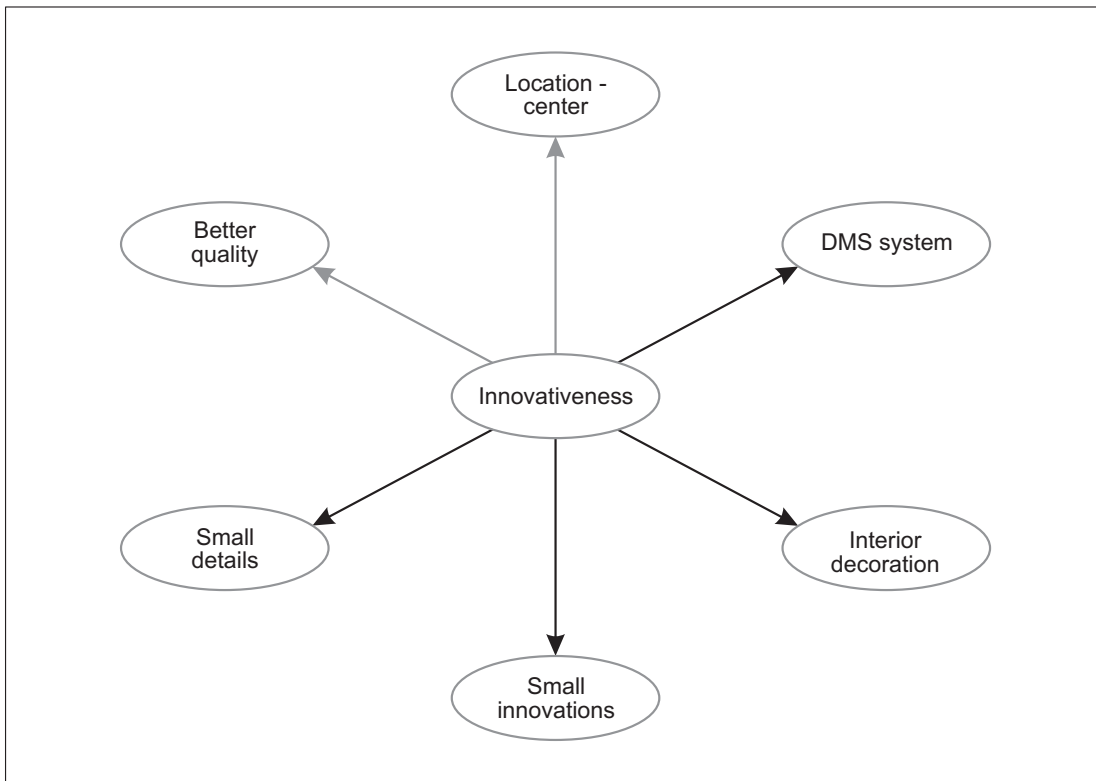 Location -
center
Better
quality
DMS system
Innovativeness
Small
details
Interior
decoration
Small
innovations